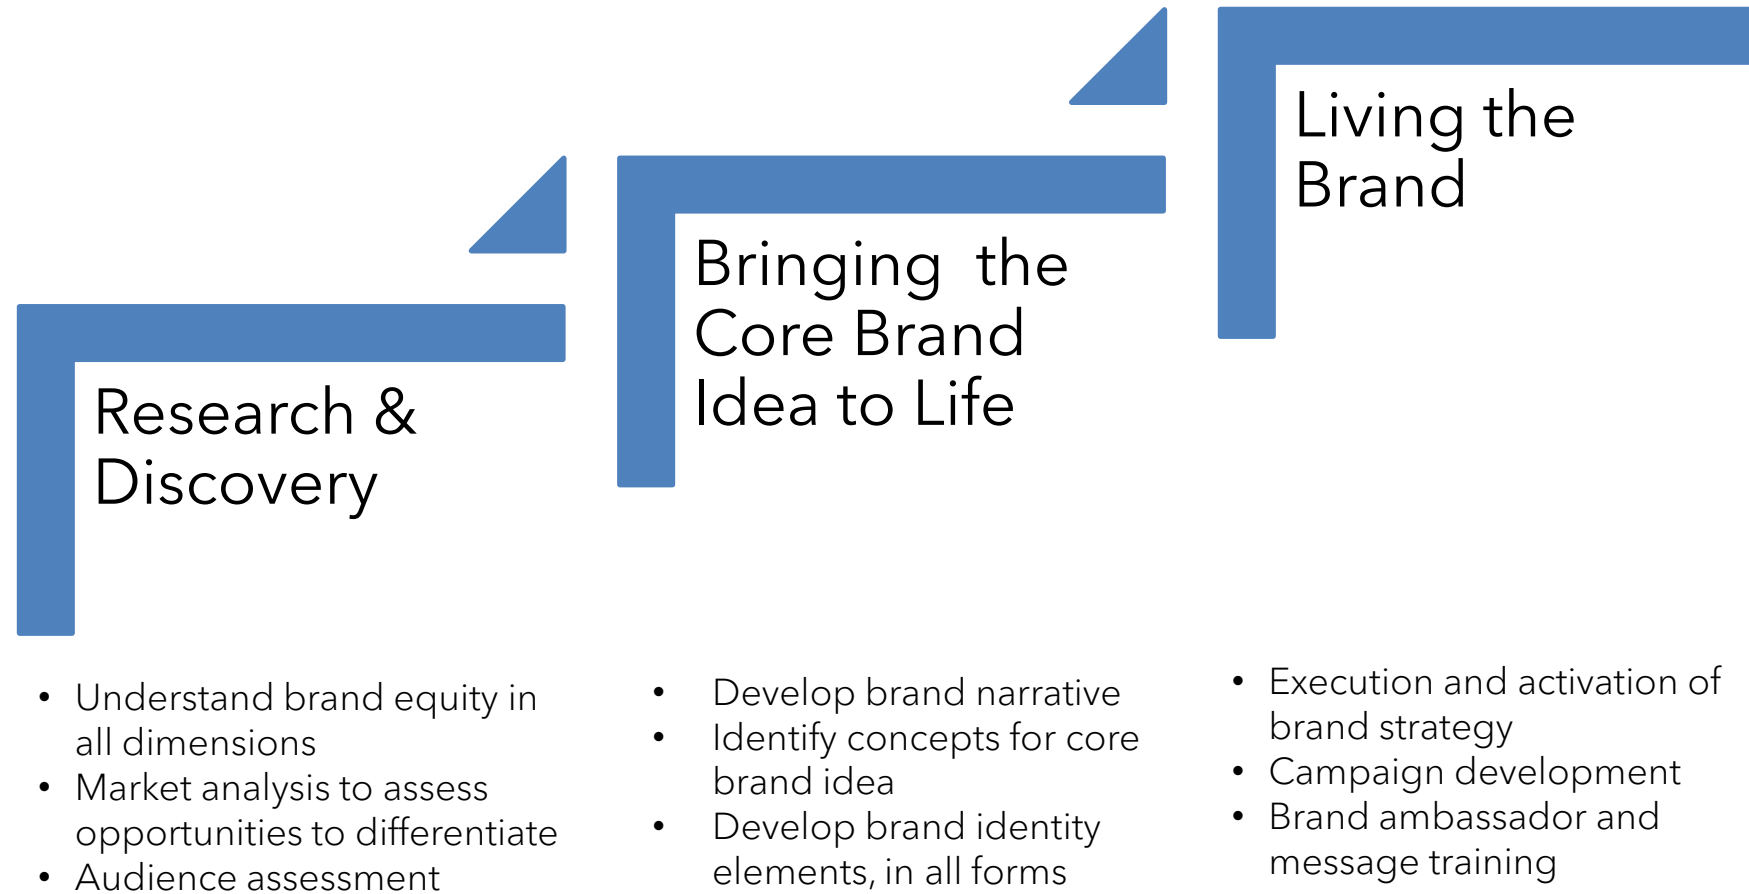 Research &
Discovery
• Understand brand equity in
all dimensions
• Market analysis to assess
opportunities to differentiate
• Audience assessment
Bringing  the
Core Brand
Idea to Life
• Develop brand narrative
• Identify concepts for core
brand idea
• Develop brand identity
elements, in all forms
Living the
Brand
• Execution and activation of
brand strategy
• Campaign development
• Brand ambassador and
message training